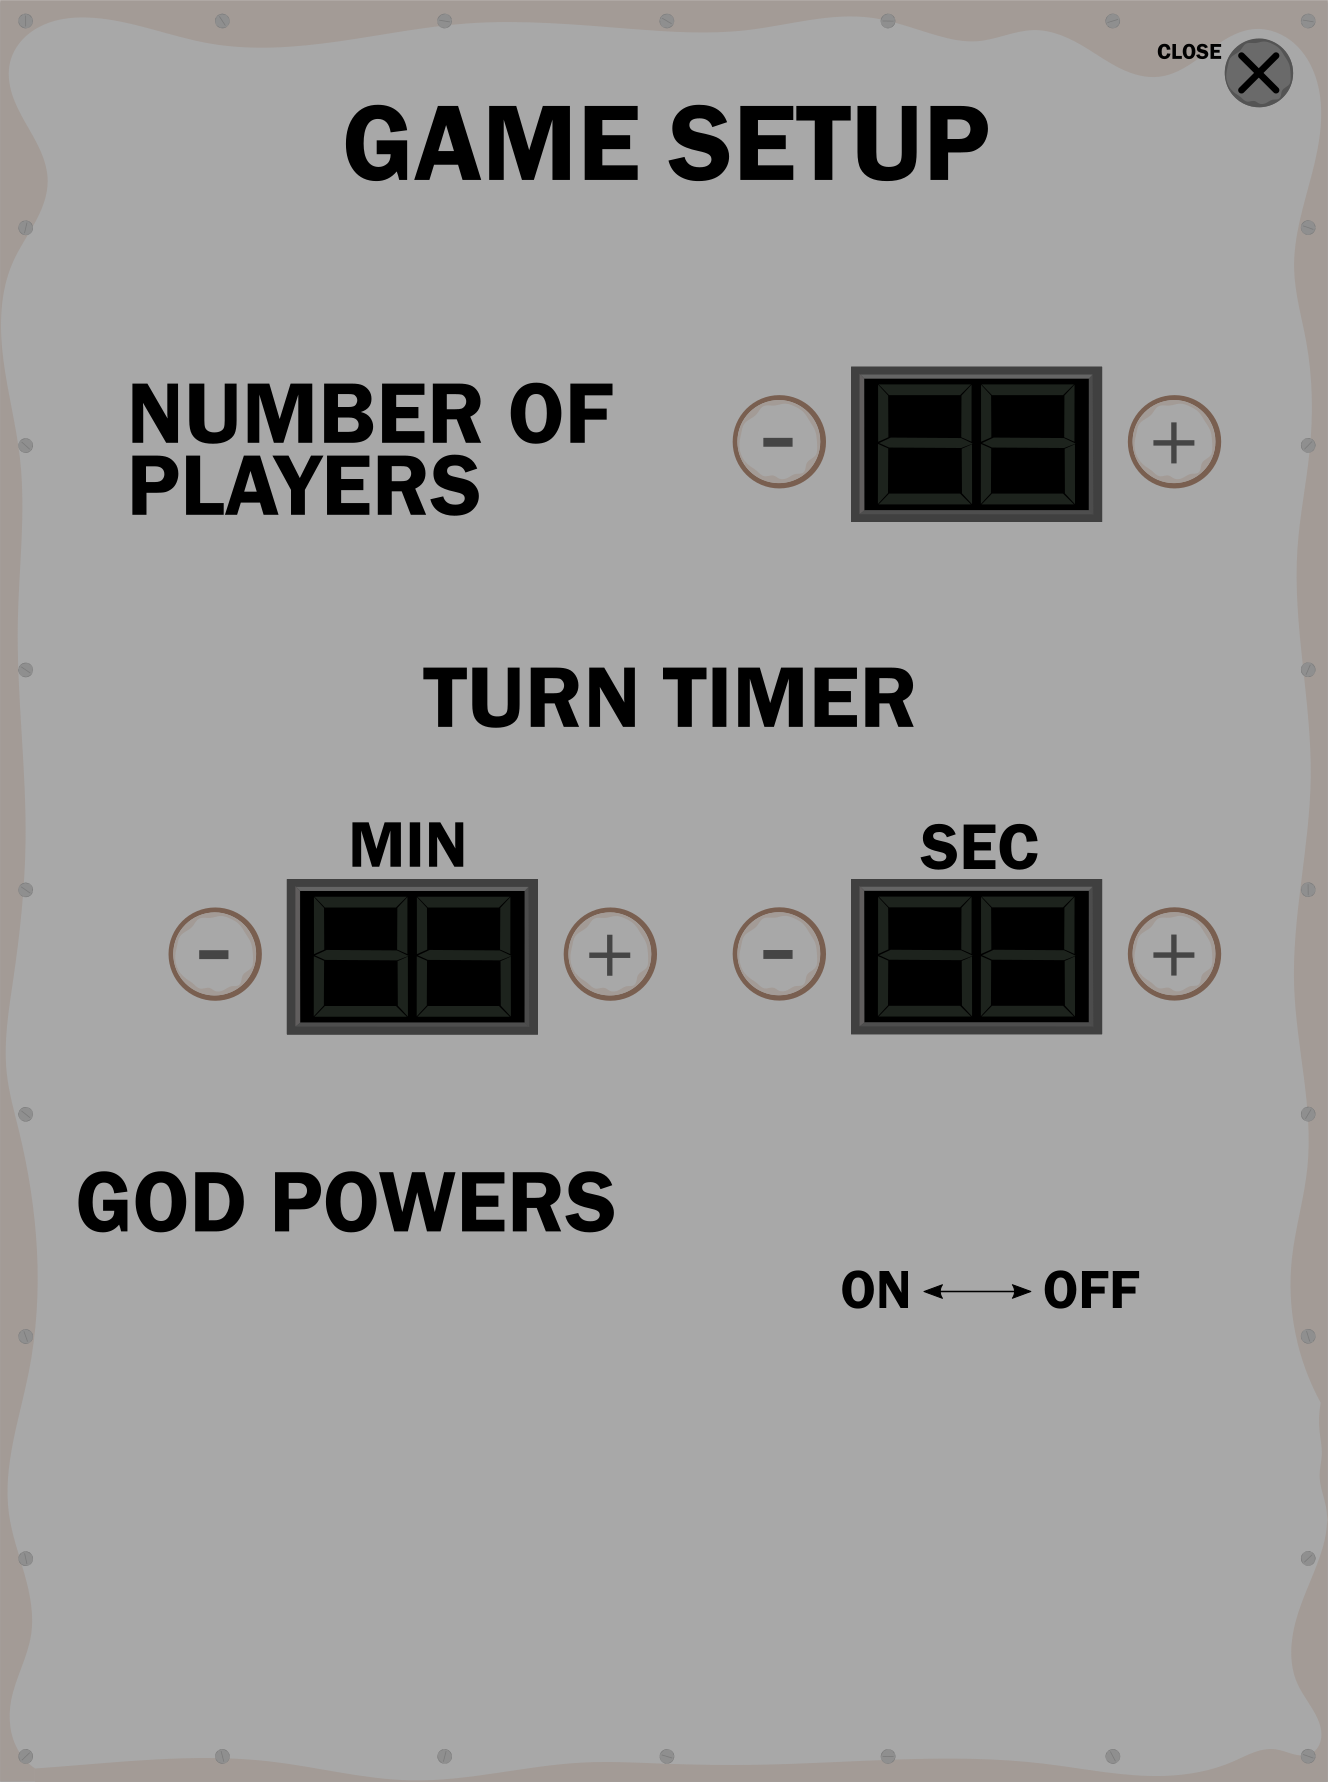 CLOSE
GAME SETUP
NUMBER OF
PLAYERS
- +
TURN TIMER
MIN SEC
- + - +
GOD POWERS
ON OFF